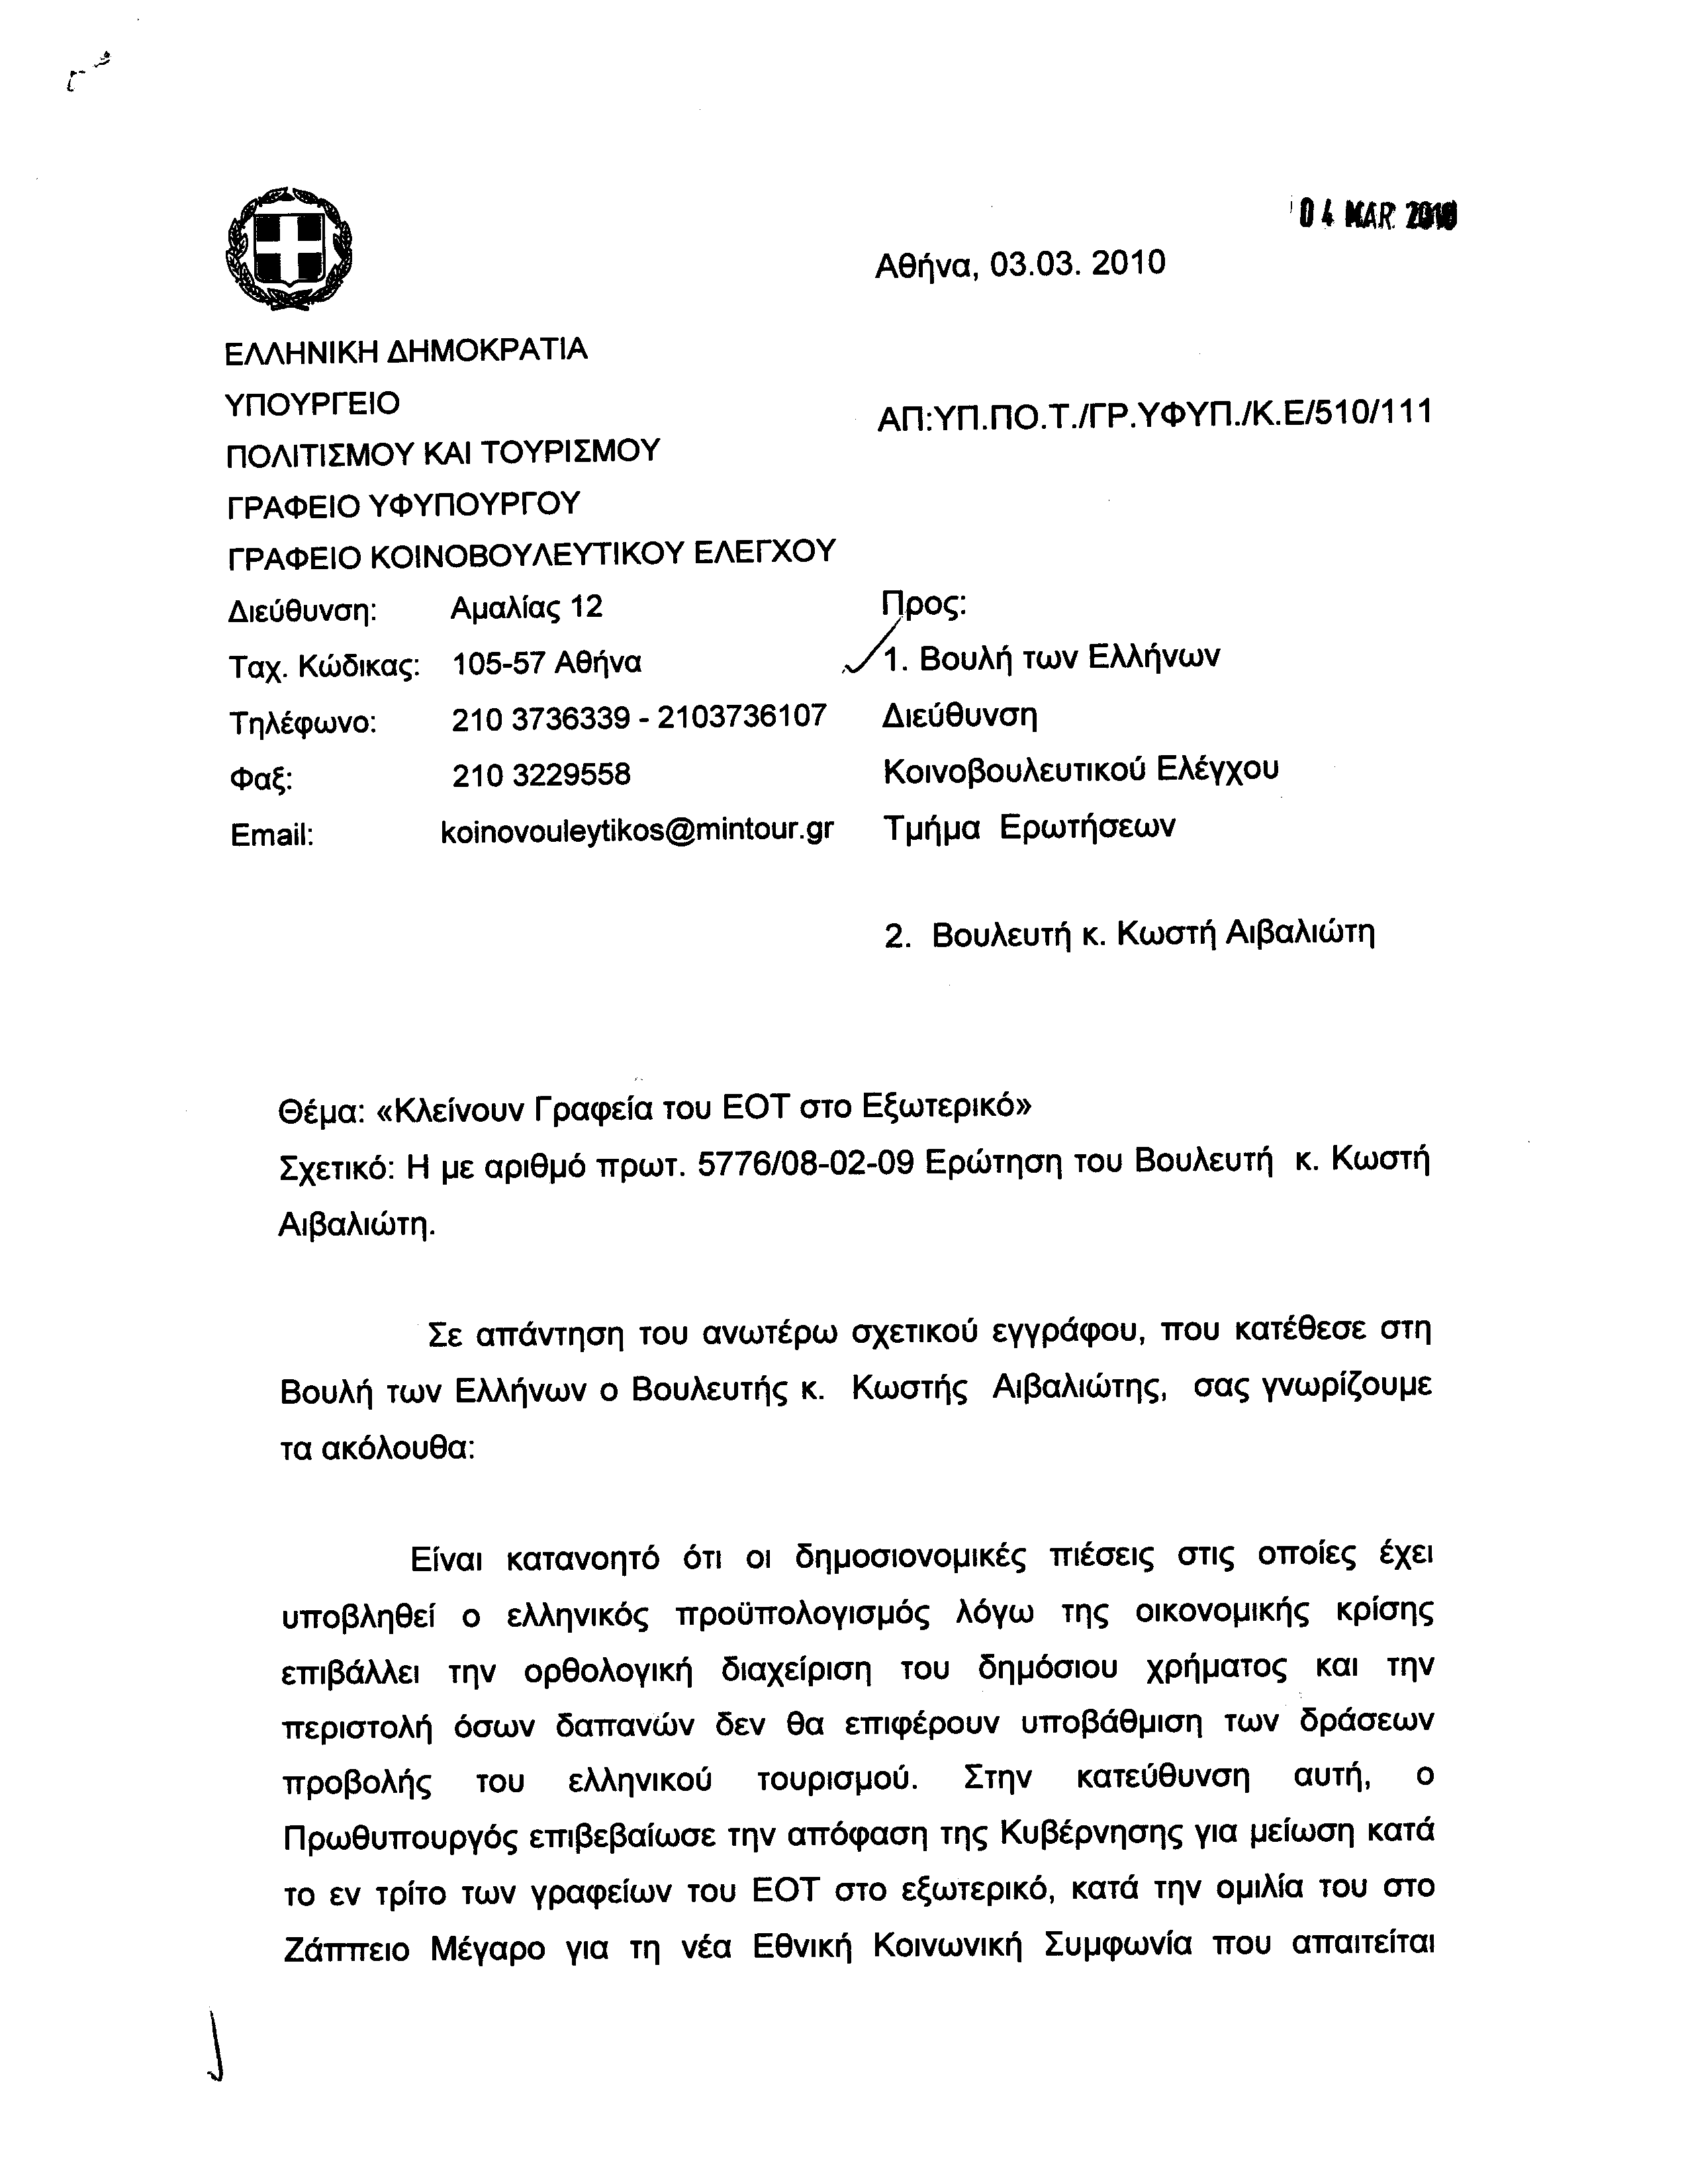 04 MAR 2010
Αθήνα, 03.03. 2010
ΕΛΛΗΝΙΚΗ ΔΗΜΟΚΡΑΤΙΑ
ΥΠΟΥΡΓΕΙΟ
ΠΟΛΙΤΙΣΜΟΥ ΚΑΙ ΤΟΥΡΙΣΜΟΥ
ΓΡΑΦΕΙΟ ΥΦΥΠΟΥΡΓΟΥ
ΓΡΑΦΕΙΟ ΚΟΙΝΟΒΟΥΛΕΥΤΙΚΟΥ ΕΛΕΓΧΟΥ
Διεύθυνση: Αμαλίας 12
Ταχ. Κώδικας: 105-57 Αθήνα
Τηλέφωνο: 210 3736339 - 2103736107
Φαξ: 210 3229558
Email: koinovouleytikos@mintour.gr
ΑΠ:ΥΠ.ΠΟ.Τ./ΓΡ.ΥΦΥΠ./Κ.Ε/510/111
Προς:
1. Βουλή των Ελλήνων
Διεύθυνση
Κοινοβουλευτικού Ελέγχου
Τμήμα Ερωτήσεων
2. Βουλευτή κ. Κωστή Αιβαλιώτη
Θέμα: «Κλείνουν Γραφεία του ΕΟΤ στο Εξωτερικό»
Σχετικό: Η με αριθμό πρωτ. 5776/08-02-09 Ερώτηση του Βουλευτή κ. Κωστή
Αιβαλιώτη.
Σε απάντηση του ανωτέρω σχετικού εγγράφου, που κατέθεσε στη
Βουλή των Ελλήνων ο Βουλευτής κ. Κωστής Αιβαλιώτης, σας γνωρίζουμε
τα ακόλουθα:
Είναι κατανοητό ότι οι δημοσιονομικές πιέσεις στις οποίες έχει
υποβληθεί ο ελληνικός προϋπολογισμός λόγω της οικονομικής κρίσης
επιβάλλει την ορθολογική διαχείριση του δημόσιου χρήματος και την
περιστολή όσων δαπανών δεν θα επιφέρουν υποβάθμιση των δράσεων
προβολής του ελληνικού τουρισμού. Στην κατεύθυνση αυτή, ο
Πρωθυπουργός επιβεβαίωσε την απόφαση της Κυβέρνησης για μείωση κατά
το εν τρίτο των γραφείων του ΕΟΤ στο εξωτερικό, κατά την ομιλία του στο
Ζάππειο Μέγαρο για τη νέα Εθνική Κοινωνική Συμφωνία που απαιτείται